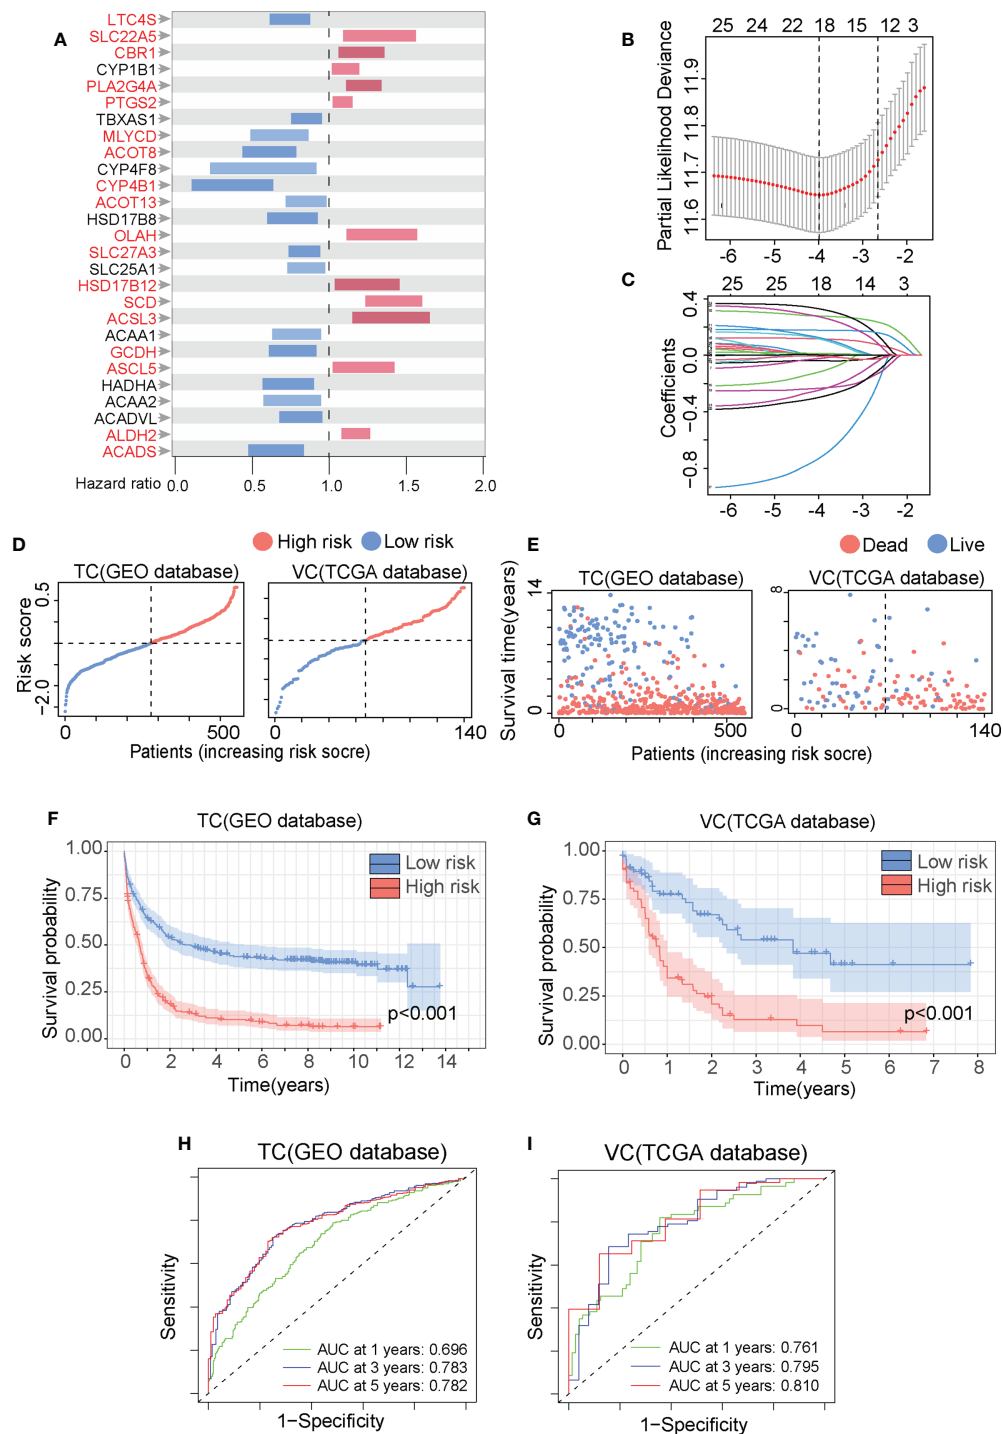 A
LTC4S
SLC22A5
CBR1
CYP1B1
PLA2G4A
PTGS2
TBXAS1
MLYCD
ACOT8
CYP4F8
CYP4B1
ACOT13
HSD17B8
OLAH
SLC27A3
SLC25A1
HSD17B12
SCD
ACSL3
ACAA1
GCDH
ASCL5
HADHA
ACAA2
ACADVL
ALDH2
ACADS
Hazard ratio 0.0 0.5 1.0 1.5 2.0
B
25 24 22 18 15 12 3
Partial Likelihood Deviance
11.9
11.8
11.7
11.6
-6 -5 -4 -3 -2
C
25 25 18 14 3
Coefficients
0.4
0.0
-0.4
-0.8
-6 -5 -4 -3 -2
D
High risk Low risk
TC(GEO database) VC(TCGA database)
Risk score
0.5
-2.0
0 500 0 140
Patients (increasing risk socre)
E
Dead Live
TC(GEO database) VC(TCGA database)
Survival time(years)
14
0
8
0
0 500 0 140
Patients (increasing risk socre)
F
TC(GEO database)
Survival probability
1.00
0.75
0.50
0.25
0.00
Low risk
High risk
p<0.001
0 2 4 6 8 10 12 14
Time(years)
G
VC(TCGA database)
Survival probability
1.00
0.75
0.50
0.25
0.00
Low risk
High risk
p<0.001
0 1 2 3 4 5 6 7 8
Time(years)
H
TC(GEO database)
Sensitivity
AUC at 1 years: 0.696
AUC at 3 years: 0.783
AUC at 5 years: 0.782
1-Specificity
I
VC(TCGA database)
Sensitivity
AUC at 1 years: 0.761
AUC at 3 years: 0.795
AUC at 5 years: 0.810
1-Specificity